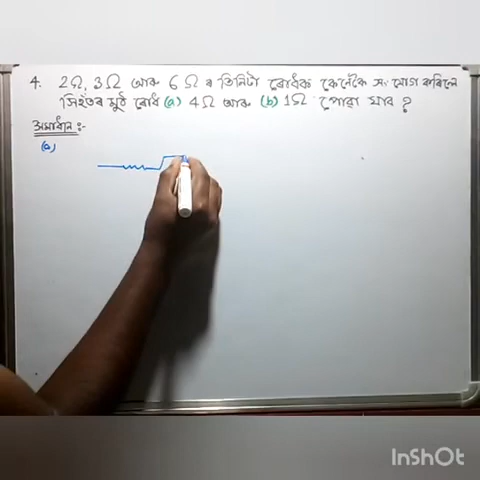 4. 2Ω, 3Ω আৰু 6Ω ৰ তিনিটা ৰোধক কেনেকৈ সংযোগ কৰিলে
সিহঁতৰ মুঠ ৰোধ (a) 4Ω আৰু (b) 1Ω পোৱা যাব ?
সমাধান :-
(a)
InShOt